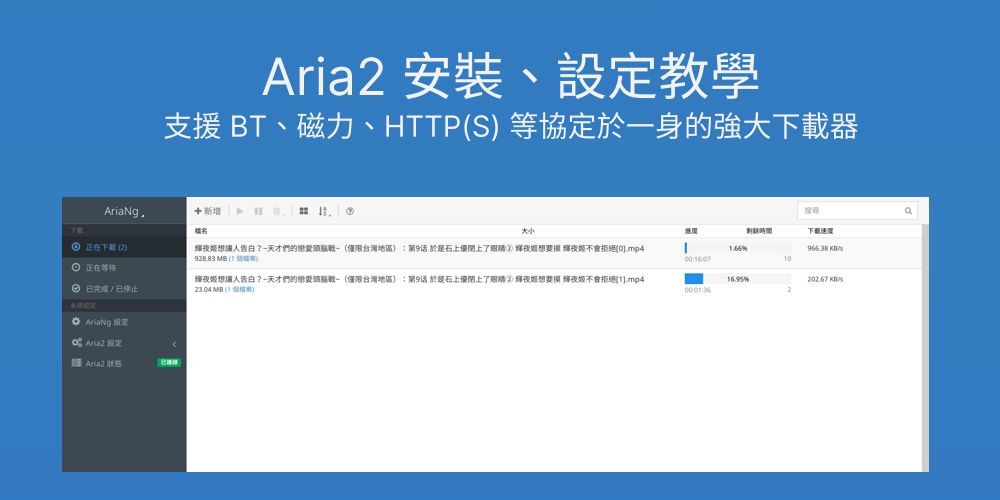 Aria2 安裝、設定教學
支援 BT、磁力、HTTP(S) 等協定於一身的強大下載器
AriaNg
新增
搜尋
下載
正在下載 (2)
正在等待
已完成 / 已停止
系統設定
AriaNg 設定
Aria2 設定
Aria2 狀態 已連線
檔名 大小 進度 剩餘時間 下載速度
輝夜姬想讓人告白？~天才們的戀愛頭腦戰~（僅限台灣地區）：第9话 於是石上優閉上了眼睛② 輝夜姬想要摸 輝夜姬不會拒絕[0].mp4 1.66% 966.38 KB/s
928.83 MB (1 個檔案) 00:16:07 10
輝夜姬想讓人告白？~天才們的戀愛頭腦戰~（僅限台灣地區）：第9话 於是石上優閉上了眼睛② 輝夜姬想要摸 輝夜姬不會拒絕[1].mp4 16.95% 202.67 KB/s
23.04 MB (1 個檔案) 00:01:36 2